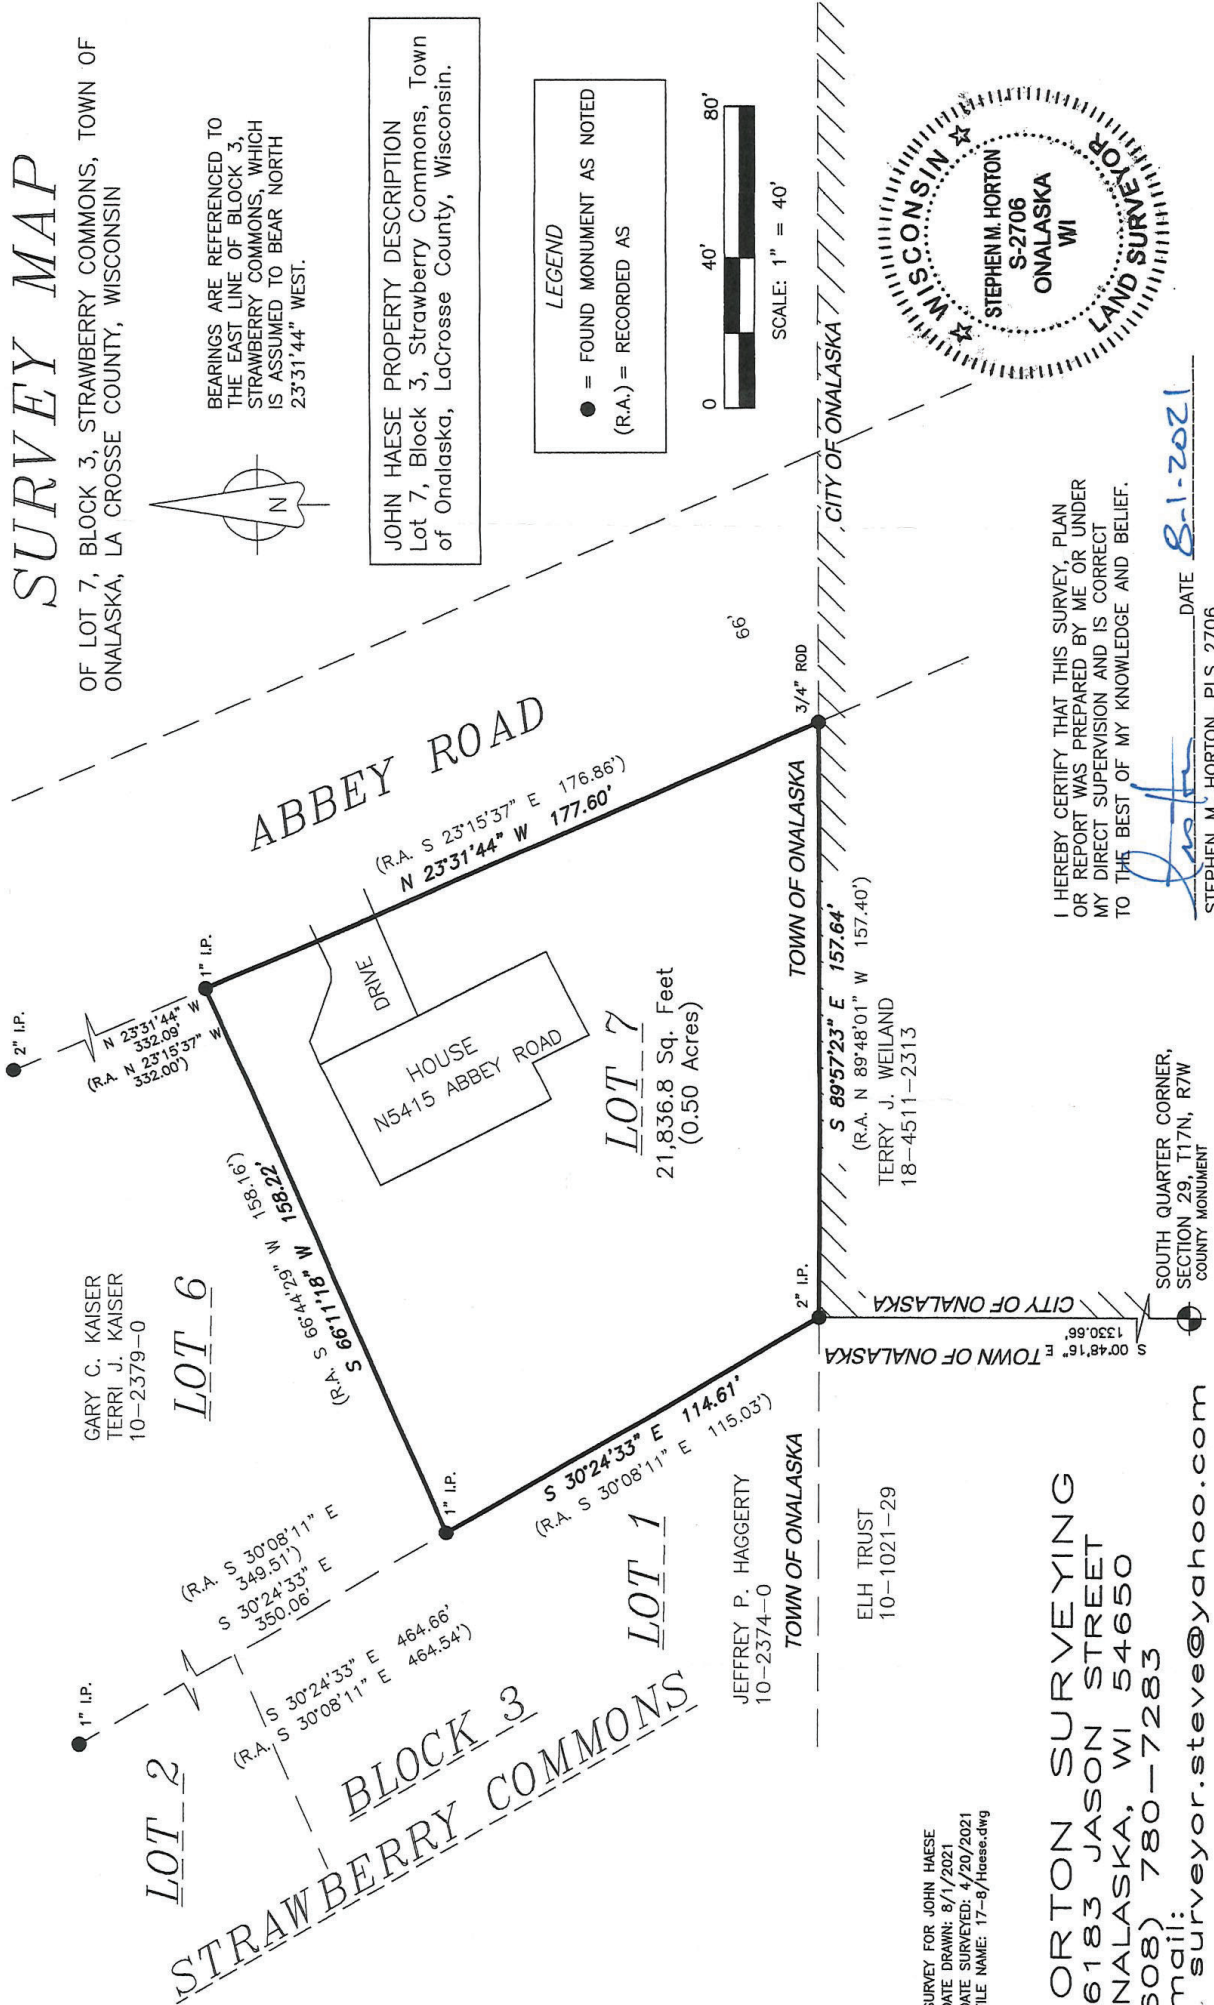 SURVEY MAP
OF LOT 7, BLOCK 3, STRAWBERRY COMMONS, TOWN OF
ONALASKA, LA CROSSE COUNTY, WISCONSIN
BEARINGS ARE REFERENCED TO
THE EAST LINE OF BLOCK 3,
STRAWBERRY COMMONS, WHICH
IS ASSUMED TO BEAR NORTH
23°31'44" WEST.
N
JOHN HAESE PROPERTY DESCRIPTION
Lot 7, Block 3, Strawberry Commons, Town
of Onalaska, LaCrosse County, Wisconsin.
LEGEND
● = FOUND MONUMENT AS NOTED
(R.A.) = RECORDED AS
0 40' 80'
SCALE: 1" = 40'
WISCONSIN
STEPHEN M. HORTON
S-2706
ONALASKA
WI
LAND SURVEYOR
2" I.P.
N 23°31'44" W
332.09'
(R.A. N 23°15'37" W
332.00')
1" I.P.
ABBEY ROAD
66'
(R.A. S 23°15'37" E 176.86')
N 23°31'44" W 177.60'
DRIVE
HOUSE
N5415 ABBEY ROAD
LOT 7
21,836.8 Sq. Feet
(0.50 Acres)
GARY C. KAISER
TERRI J. KAISER
10-2379-0
LOT 6
(R.A. S 66°44'29" W 158.16')
S 66°11'18" W 158.22'
1" I.P.
1" I.P.
(R.A. S 30°08'11" E
349.51')
S 30°24'33" E
350.06'
S 30°24'33" E 464.66'
(R.A. S 30°08'11" E 464.54')
LOT 2
BLOCK 3
STRAWBERRY COMMONS
LOT 1
S 30°24'33" E 114.61'
(R.A. S 30°08'11" E 115.03')
JEFFREY P. HAGGERTY
10-2374-0
TOWN OF ONALASKA
ELH TRUST
10-1021-29
2" I.P.
TOWN OF ONALASKA
3/4" ROD
CITY OF ONALASKA
S 89°57'23" E 157.64'
(R.A. N 89°48'01" W 157.40')
TERRY J. WEILAND
18-4511-2313
CITY OF ONALASKA
TOWN OF ONALASKA
S 00°48'16" E
1330.66'
SOUTH QUARTER CORNER,
SECTION 29, T17N, R7W
COUNTY MONUMENT
I HEREBY CERTIFY THAT THIS SURVEY, PLAN
OR REPORT WAS PREPARED BY ME OR UNDER
MY DIRECT SUPERVISION AND IS CORRECT
TO THE BEST OF MY KNOWLEDGE AND BELIEF.
DATE 8-1-2021
STEPHEN M. HORTON PLS 2706
SURVEY FOR JOHN HAESE
DATE DRAWN: 8/1/2021
DATE SURVEYED: 4/20/2021
FILE NAME: 17-8/Haese.dwg
ORTON SURVEYING
6183 JASON STREET
NALASKA, WI 54650
608) 780-7283
mail:
surveyor.steve@yahoo.com